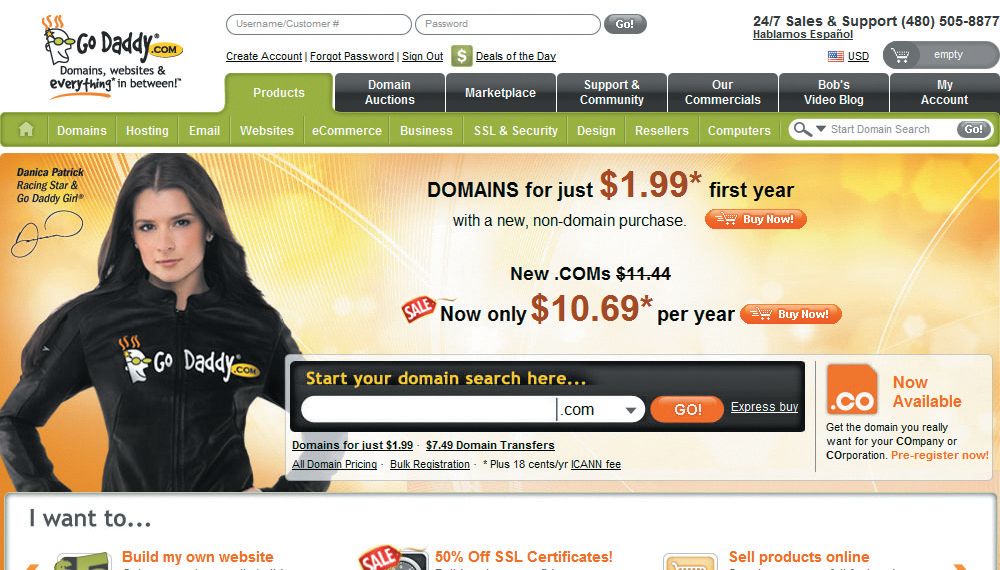 Go Daddy®.COM
Domains, websites &
everything* in between!™
Username/Customer #
Password
Go!
24/7 Sales & Support (480) 505-8877
Hablamos Español
Create Account | Forgot Password | Sign Out
$ Deals of the Day
USD
empty
Products
Domain
Auctions
Marketplace
Support &
Community
Our
Commercials
Bob's
Video Blog
My
Account
Domains
Hosting
Email
Websites
eCommerce
Business
SSL & Security
Design
Resellers
Computers
Start Domain Search
Go!
Danica Patrick
Racing Star &
Go Daddy Girl®
DOMAINS for just $1.99* first year
with a new, non-domain purchase.
Buy Now!
New .COMs $11.44
SALE
Now only $10.69* per year
Buy Now!
Go Daddy.COM
Start your domain search here...
.com
GO!
Express buy
Domains for just $1.99 · $7.49 Domain Transfers
All Domain Pricing · Bulk Registration · * Plus 18 cents/yr ICANN fee
.CO
Now
Available
Get the domain you really
want for your COmpany or
COrporation. Pre-register now!
I want to...
Build my own website
SALE
50% Off SSL Certificates!
Sell products online